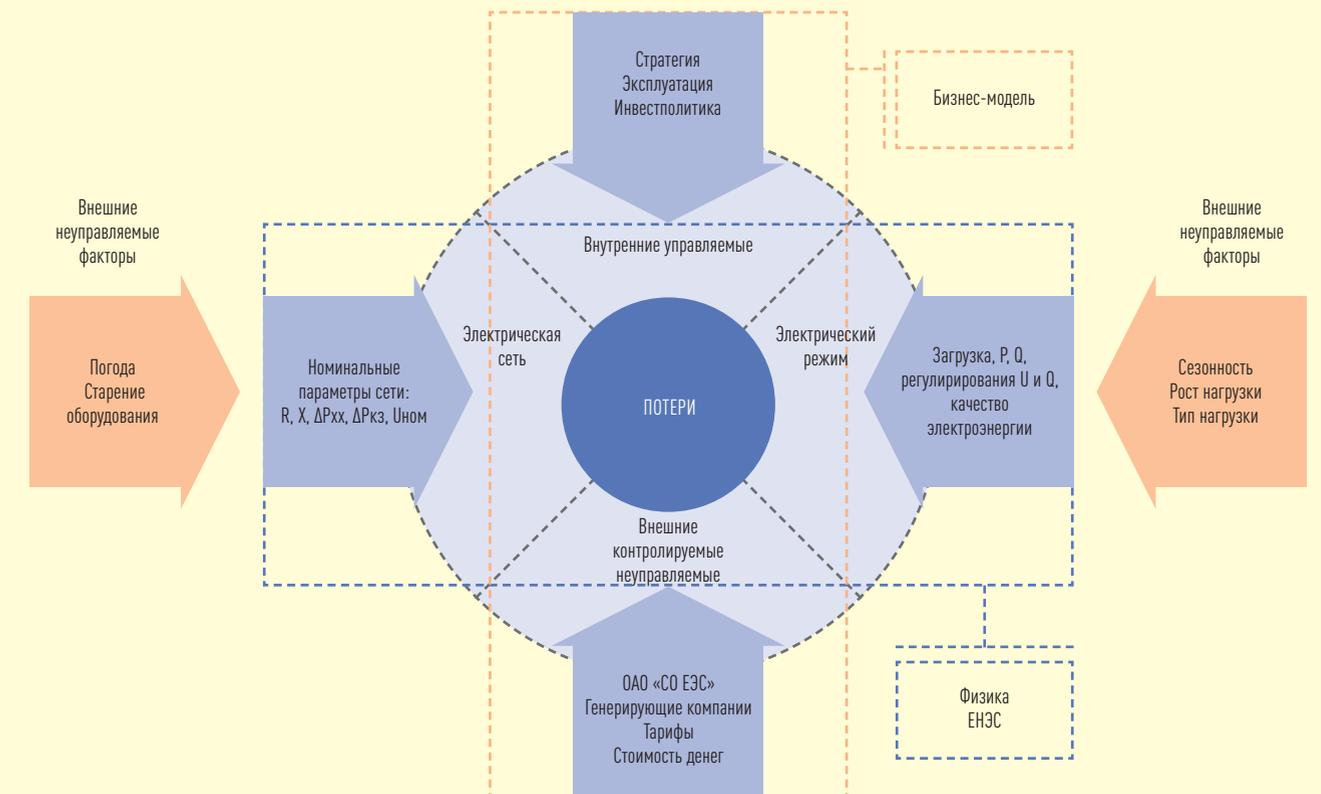 Стратегия
Эксплуатация
Инвестполитика
Бизнес-модель
Внешние
неуправляемые
факторы
Внешние
неуправляемые
факторы
Внутренние управляемые
Электрическая
сеть
Электрический
режим
Погода
Старение
оборудования
Номинальные
параметры сети:
R, X, ΔPхх, ΔPкз, Uном
ПОТЕРИ
Загрузка, P, Q,
регулирирования U и Q,
качество
электроэнергии
Сезонность
Рост нагрузки
Тип нагрузки
Внешние
контролируемые
неуправляемые
ОАО «СО ЕЭС»
Генерирующие компании
Тарифы
Стоимость денег
Физика
ЕНЭС